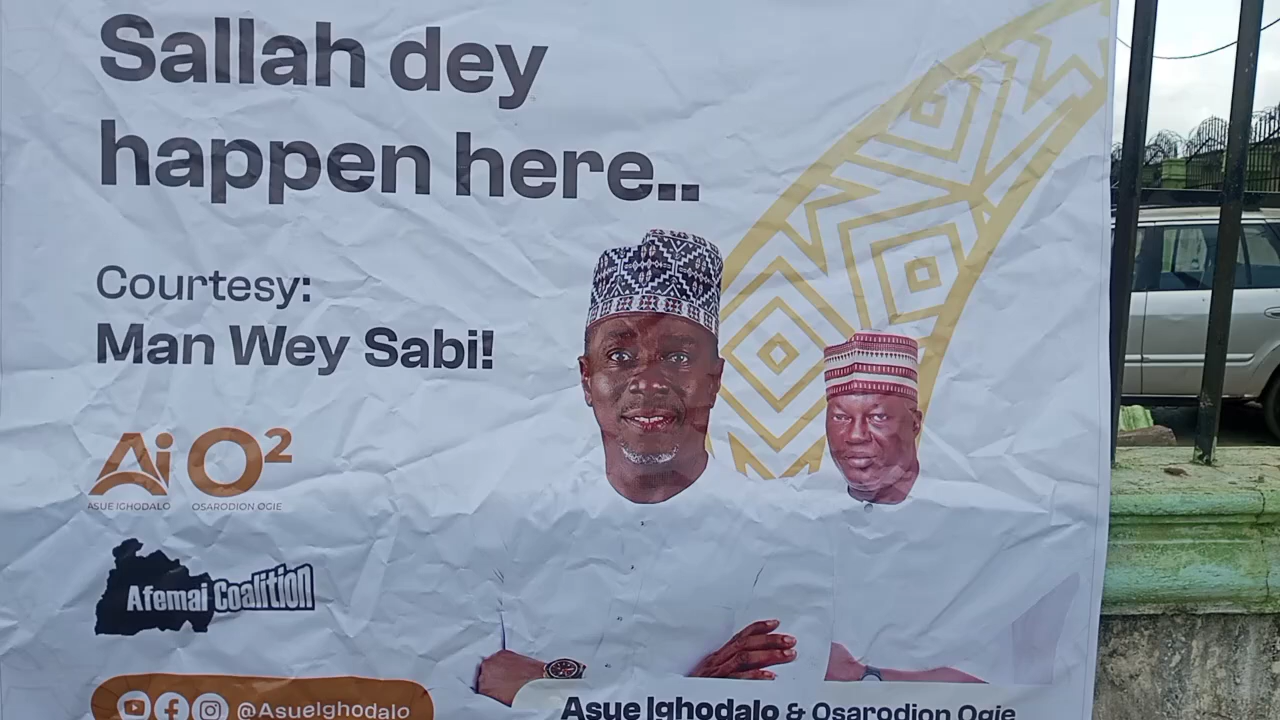 Sallah dey
happen here..
Courtesy:
Man Wey Sabi!
Ai O²
ASUE IGHODALO OSARODION OGIE
Afemai Coalition
@AsueIghodalo
Asue Ighodalo & Osarodion Ogie